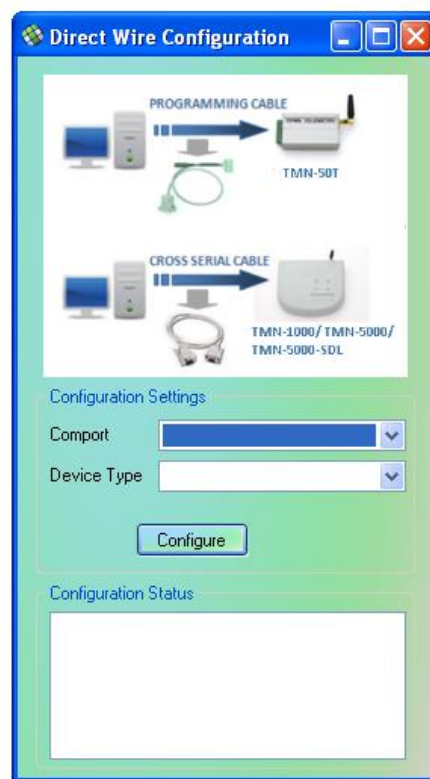 Direct Wire Configuration
PROGRAMMING CABLE
TMN-50T
CROSS SERIAL CABLE
TMN-1000/ TMN-5000/
TMN-5000-SDL
Configuration Settings
Comport
Device Type
Configure
Configuration Status